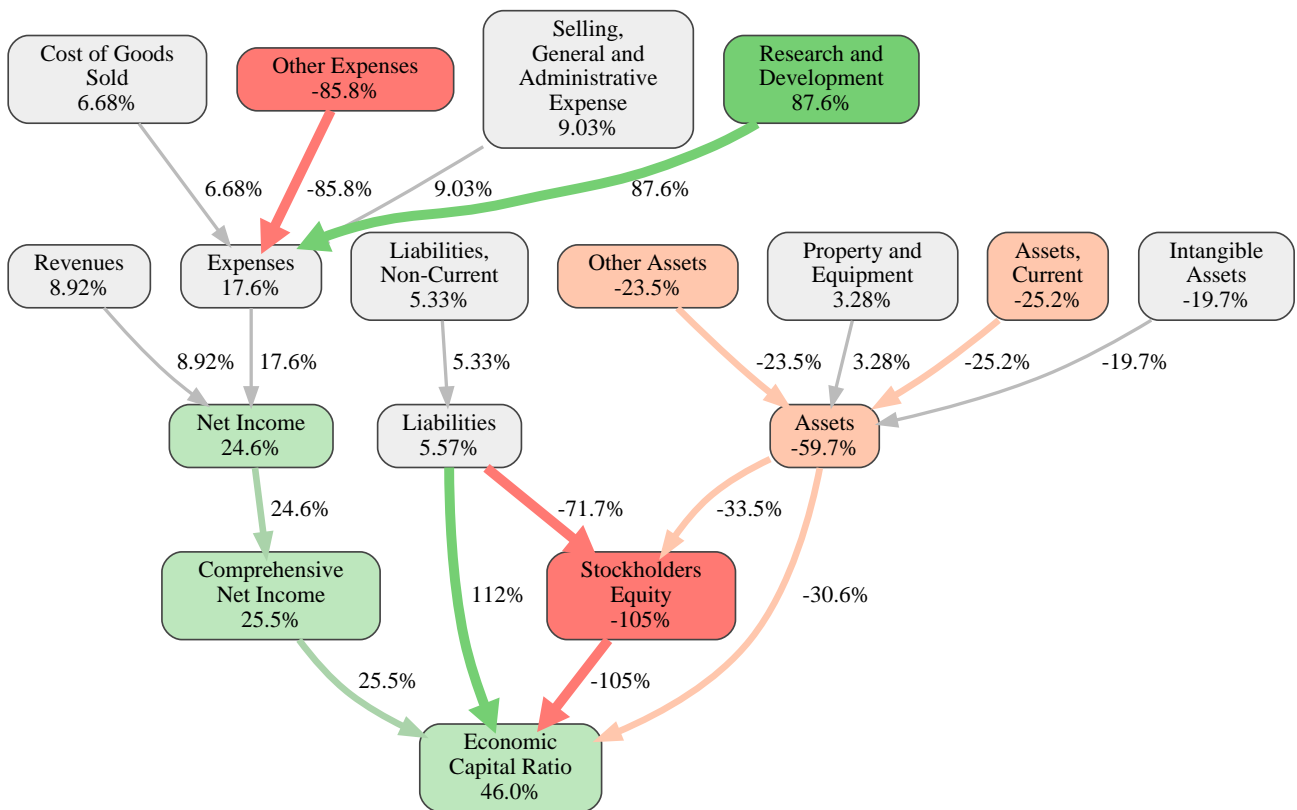 Cost of Goods
Sold
6.68%
Other Expenses
-85.8%
Selling,
General and
Administrative
Expense
9.03%
Research and
Development
87.6%
6.68%
-85.8%
9.03%
87.6%
Revenues
8.92%
Expenses
17.6%
Liabilities,
Non-Current
5.33%
Other Assets
-23.5%
Property and
Equipment
3.28%
Assets,
Current
-25.2%
Intangible
Assets
-19.7%
8.92%
17.6%
5.33%
-23.5%
3.28%
-25.2%
-19.7%
Net Income
24.6%
Liabilities
5.57%
Assets
-59.7%
24.6%
-71.7%
-33.5%
Comprehensive
Net Income
25.5%
112%
Stockholders
Equity
-105%
-30.6%
25.5%
-105%
Economic
Capital Ratio
46.0%